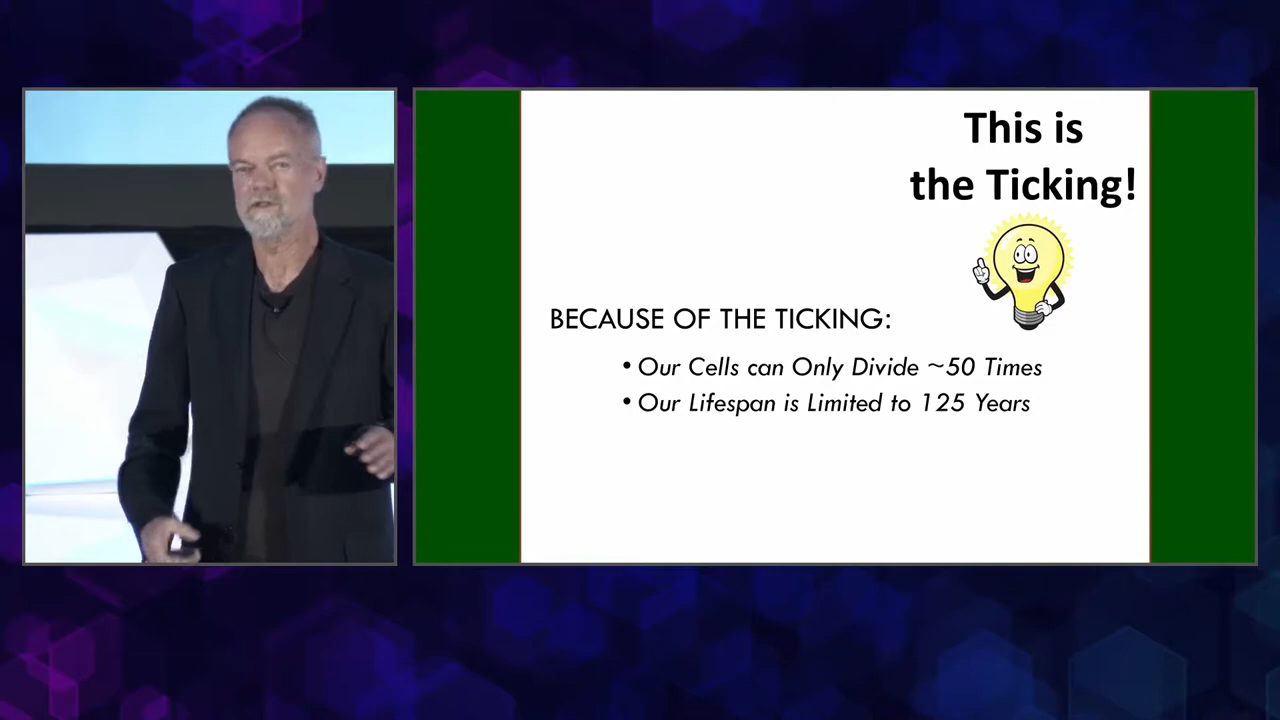 This is
the Ticking!
BECAUSE OF THE TICKING:
• Our Cells can Only Divide ~50 Times
• Our Lifespan is Limited to 125 Years